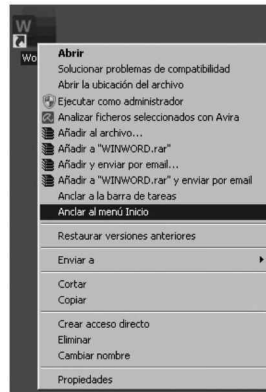 W
Wo
Abrir
Solucionar problemas de compatibilidad
Abrir la ubicación del archivo
Ejecutar como administrador
Analizar ficheros seleccionados con Avira
Añadir al archivo...
Añadir a "WINWORD.rar"
Añadir y enviar por email...
Añadir a "WINWORD.rar" y enviar por email
Anclar a la barra de tareas
Anclar al menú Inicio
Restaurar versiones anteriores
Enviar a
Cortar
Copiar
Crear acceso directo
Eliminar
Cambiar nombre
Propiedades